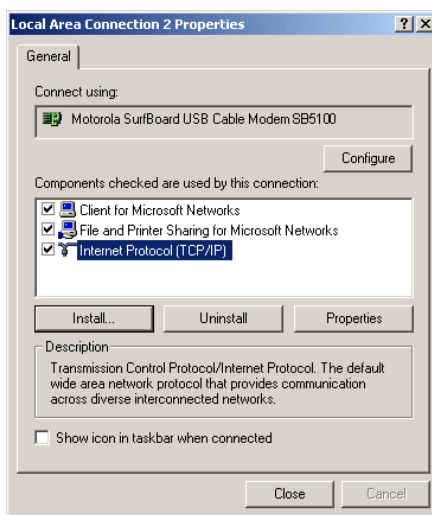 Local Area Connection 2 Properties
General
Connect using:
Motorola SurfBoard USB Cable Modem SB5100
Configure
Components checked are used by this connection:
Client for Microsoft Networks
File and Printer Sharing for Microsoft Networks
Internet Protocol (TCP/IP)
Install... Uninstall Properties
Description
Transmission Control Protocol/Internet Protocol. The default
wide area network protocol that provides communication
across diverse interconnected networks.
Show icon in taskbar when connected
Close Cancel